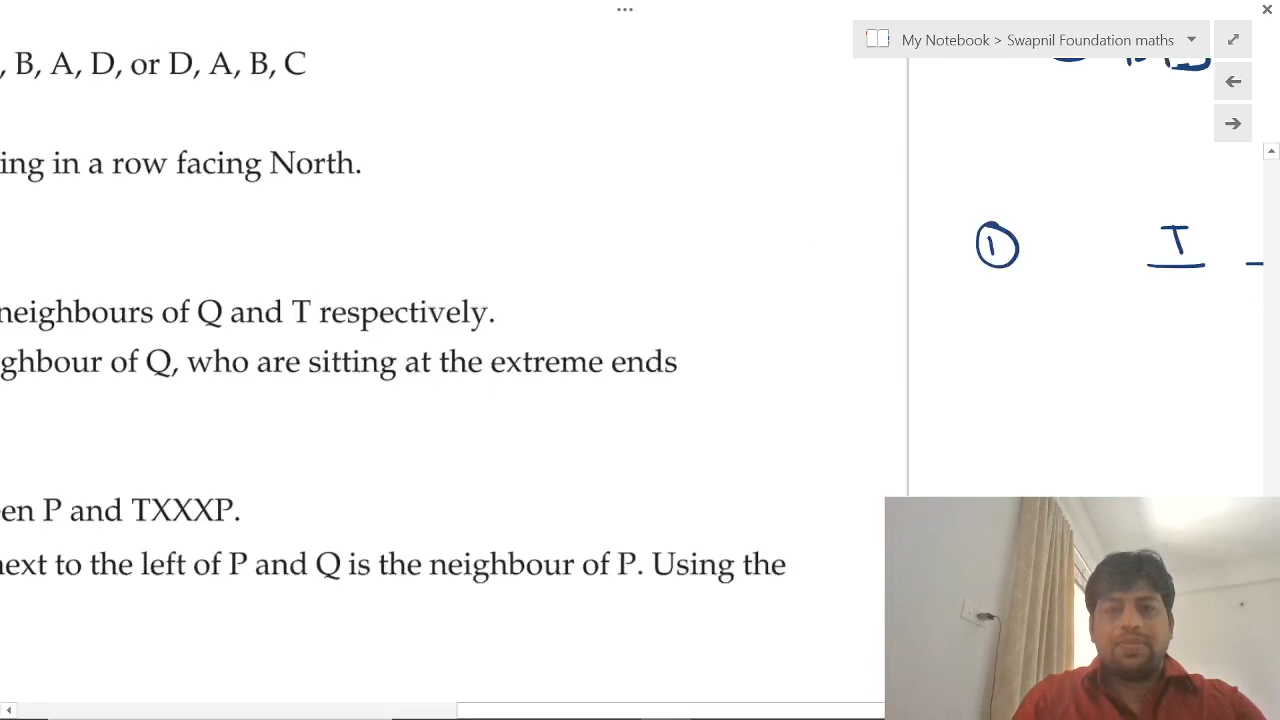 My Notebook > Swapnil Foundation maths
, B, A, D, or D, A, B, C
ing in a row facing North.
① T
neighbours of Q and T respectively.
ghbour of Q, who are sitting at the extreme ends
en P and TXXXP.
next to the left of P and Q is the neighbour of P. Using the